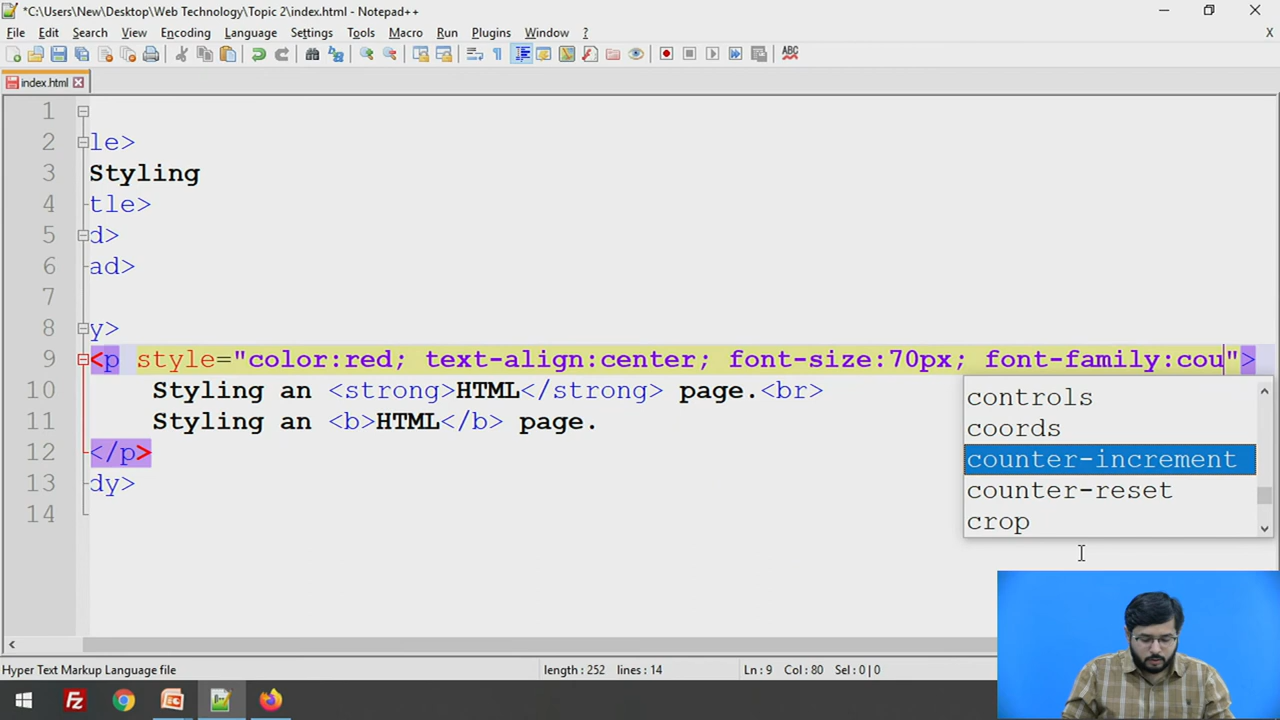 *C:\Users\New\Desktop\Web Technology\Topic 2\index.html - Notepad++
File Edit Search View Encoding Language Settings Tools Macro Run Plugins Window ? X
ABC
index.html
1
2 le>
3 Styling
4 tle>
5 d>
6 ad>
7
8 y>
9 <p style="color:red; text-align:center; font-size:70px; font-family:cou">
10 Styling an <strong>HTML</strong> page.<br>
11 Styling an <b>HTML</b> page.
12 </p>
13 dy>
14
controls
coords
counter-increment
counter-reset
crop
Hyper Text Markup Language file length : 252 lines : 14 Ln : 9 Col : 80 Sel : 0 | 0